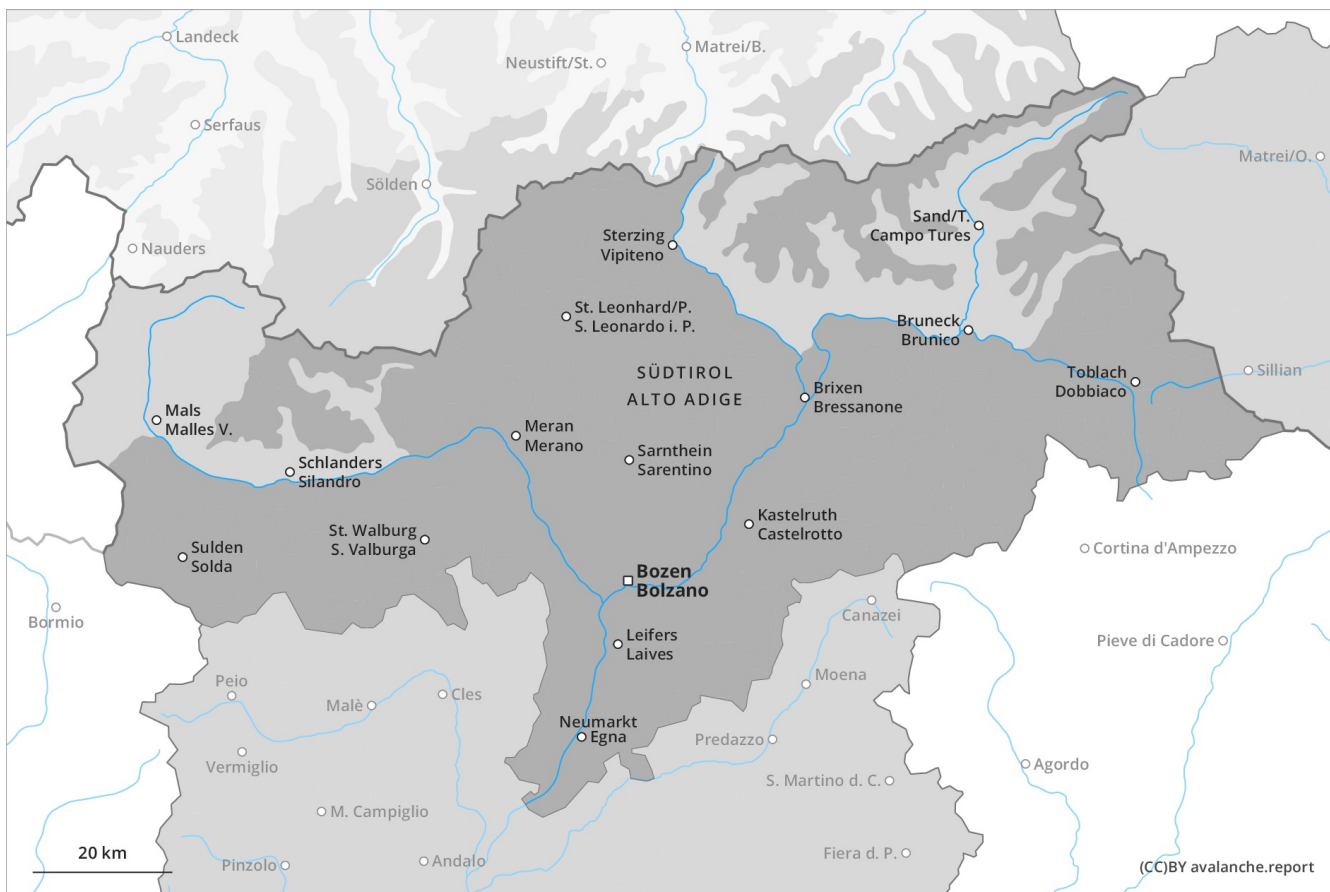 Landeck
Matrei/B.
Neustift/St.
Serfaus
Matrei/O.
Sölden
Nauders
Sand/T.
Campo Tures
Sterzing
Vipiteno
St. Leonhard/P.
S. Leonardo i. P.
Bruneck
Brunico
SÜDTIROL
ALTO ADIGE
Toblach
Dobbiaco
Sillian
Brixen
Bressanone
Mals
Malles V.
Meran
Merano
Sarnthein
Sarentino
Schlanders
Silandro
Kastelruth
Castelrotto
St. Walburg
S. Valburga
Sulden
Solda
Cortina d'Ampezzo
Bozen
Bolzano
Bormio
Canazei
Leifers
Laives
Pieve di Cadore
Peio
Moena
Cles
Malè
Neumarkt
Egna
Predazzo
Vermiglio
Agordo
S. Martino d. C.
M. Campiglio
20 km
Pinzolo
Andalo
Fiera d. P.
(CC)BY avalanche.report